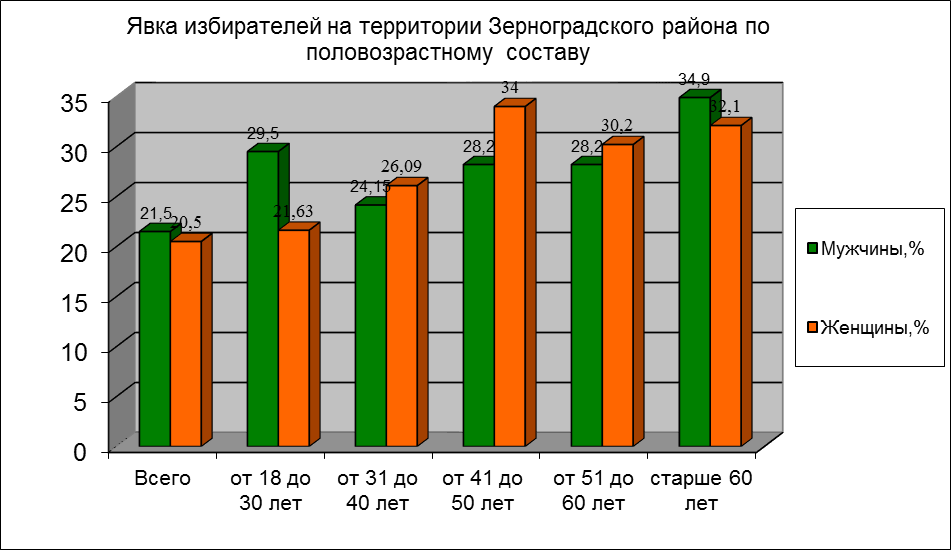 Явка избирателей на территории Зерноградского района по
половозрастному составу
35
30
25
20
15
10
5
0
21,5
20,5
29,5
21,63
24,15
26,09
28,2
34
28,2
30,2
34,9
32,1
Всего
от 18 до
30 лет
от 31 до
40 лет
от 41 до
50 лет
от 51 до
60 лет
старше 60
лет
Мужчины,%
Женщины,%